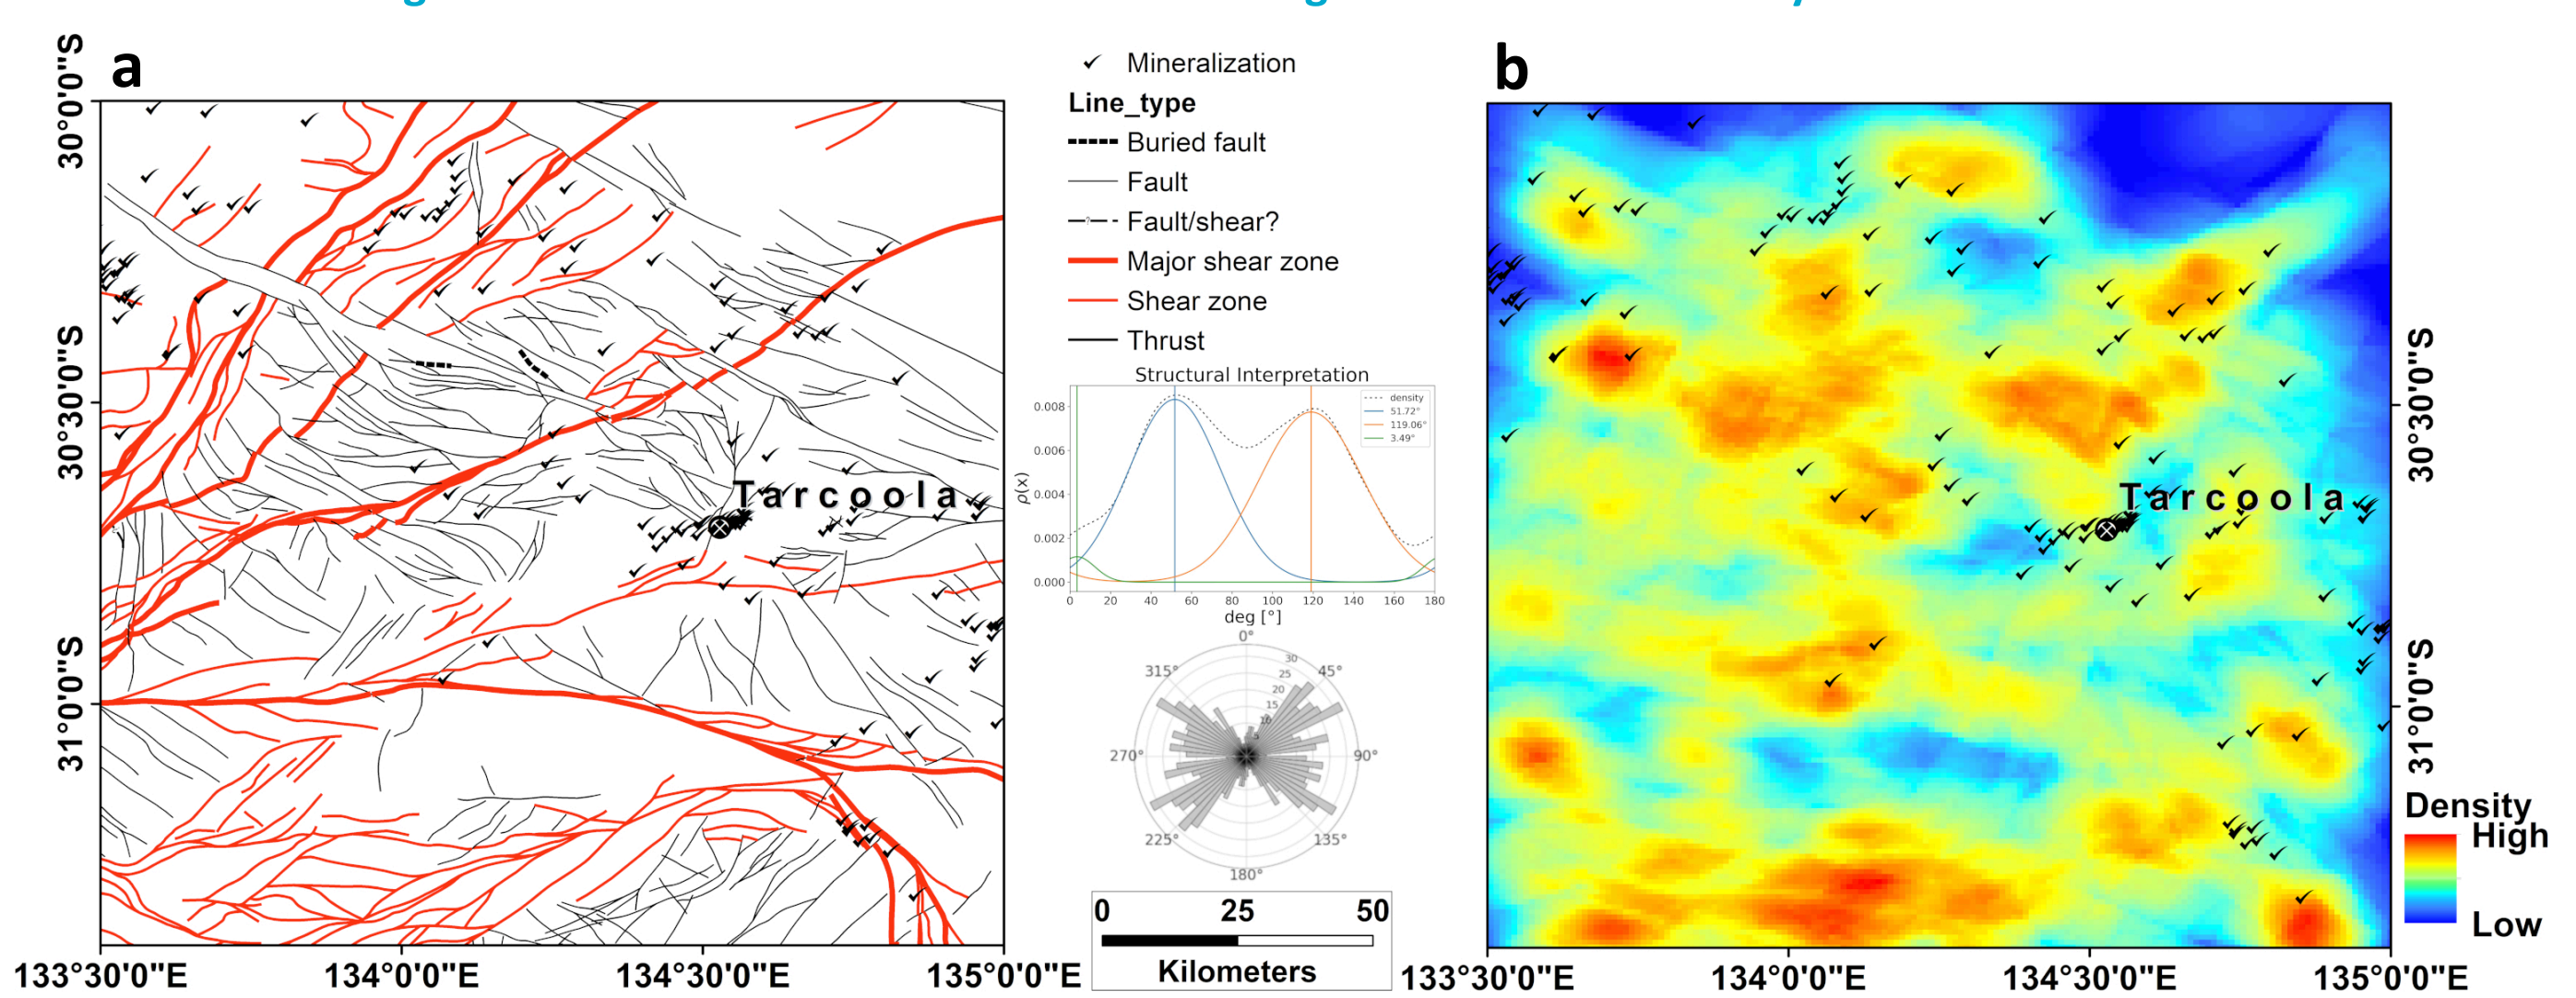 a
30°0'0"S
30°30'0"S
31°0'0"S
133°30'0"E
134°0'0"E
134°30'0"E
135°0'0"E
Tarcoola
Mineralization
Line_type
Buried fault
Fault
Fault/shear?
Major shear zone
Shear zone
Thrust
Structural Interpretation
density
51.72°
119.06°
3.49°
ρ(x)
0.008
0.006
0.004
0.002
0.000
0 20 40 60 80 100 120 140 160 180
deg [°]
0°
45°
90°
135°
180°
225°
270°
315°
30
25
20
15
10
5
0 25 50
Kilometers
b
Tarcoola
30°30'0"S
31°0'0"S
133°30'0"E
134°0'0"E
134°30'0"E
135°0'0"E
Density
High
Low